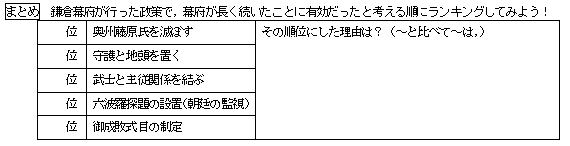 まとめ 鎌倉幕府が行った政策で，幕府が長く続いたことに有効だったと考える順にランキングしてみよう！
位 奥州藤原氏を滅ぼす その順位にした理由は？（～と比べて～は，）
位 守護と地頭を置く
位 武士と主従関係を結ぶ
位 六波羅探題の設置（朝廷の監視）
位 御成敗式目の制定